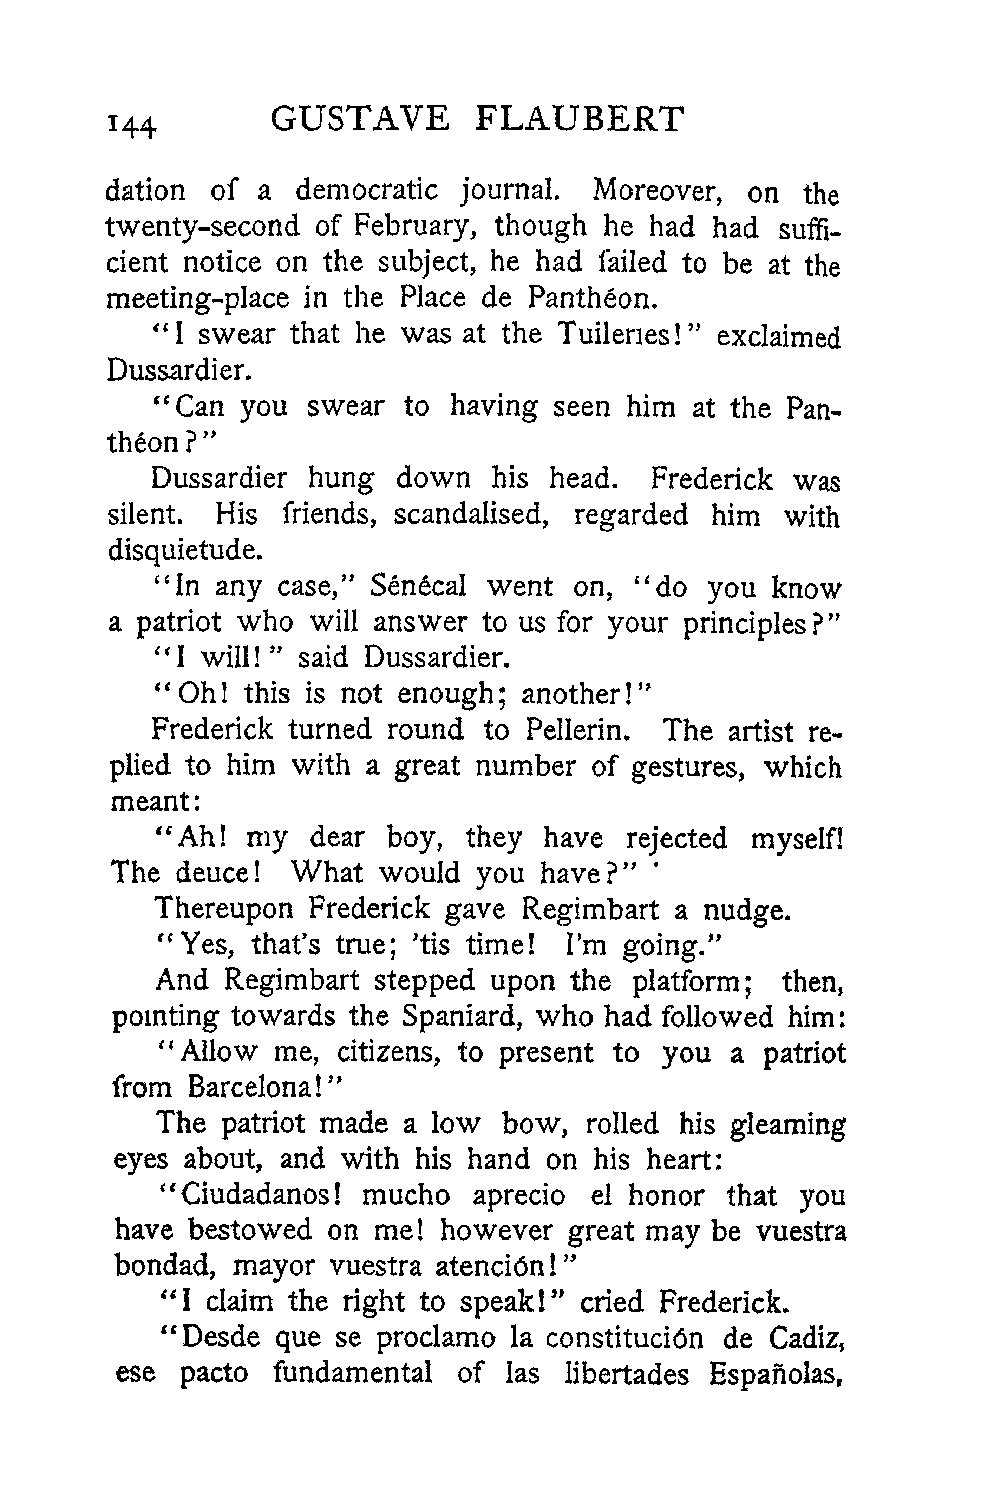 144 GUSTAVE FLAUBERT
dation of a democratic journal. Moreover, on the
twenty-second of February, though he had had suffi-
cient notice on the subject, he had failed to be at the
meeting-place in the Place de Panthéon.
"I swear that he was at the Tuileries!" exclaimed
Dussardier.
"Can you swear to having seen him at the Pan-
théon?"
Dussardier hung down his head. Frederick was
silent. His friends, scandalised, regarded him with
disquietude.
"In any case," Sénécal went on, "do you know
a patriot who will answer to us for your principles?"
"I will!" said Dussardier.
"Oh! this is not enough; another!"
Frederick turned round to Pellerin. The artist re-
plied to him with a great number of gestures, which
meant:
"Ah! my dear boy, they have rejected myself!
The deuce! What would you have?"
Thereupon Frederick gave Regimbart a nudge.
"Yes, that's true; 'tis time! I'm going."
And Regimbart stepped upon the platform; then,
pointing towards the Spaniard, who had followed him:
"Allow me, citizens, to present to you a patriot
from Barcelona!"
The patriot made a low bow, rolled his gleaming
eyes about, and with his hand on his heart:
"Ciudadanos! mucho aprecio el honor that you
have bestowed on me! however great may be vuestra
bondad, mayor vuestra atención!"
"I claim the right to speak!" cried Frederick.
"Desde que se proclamo la constitución de Cadiz,
ese pacto fundamental of las libertades Españolas,